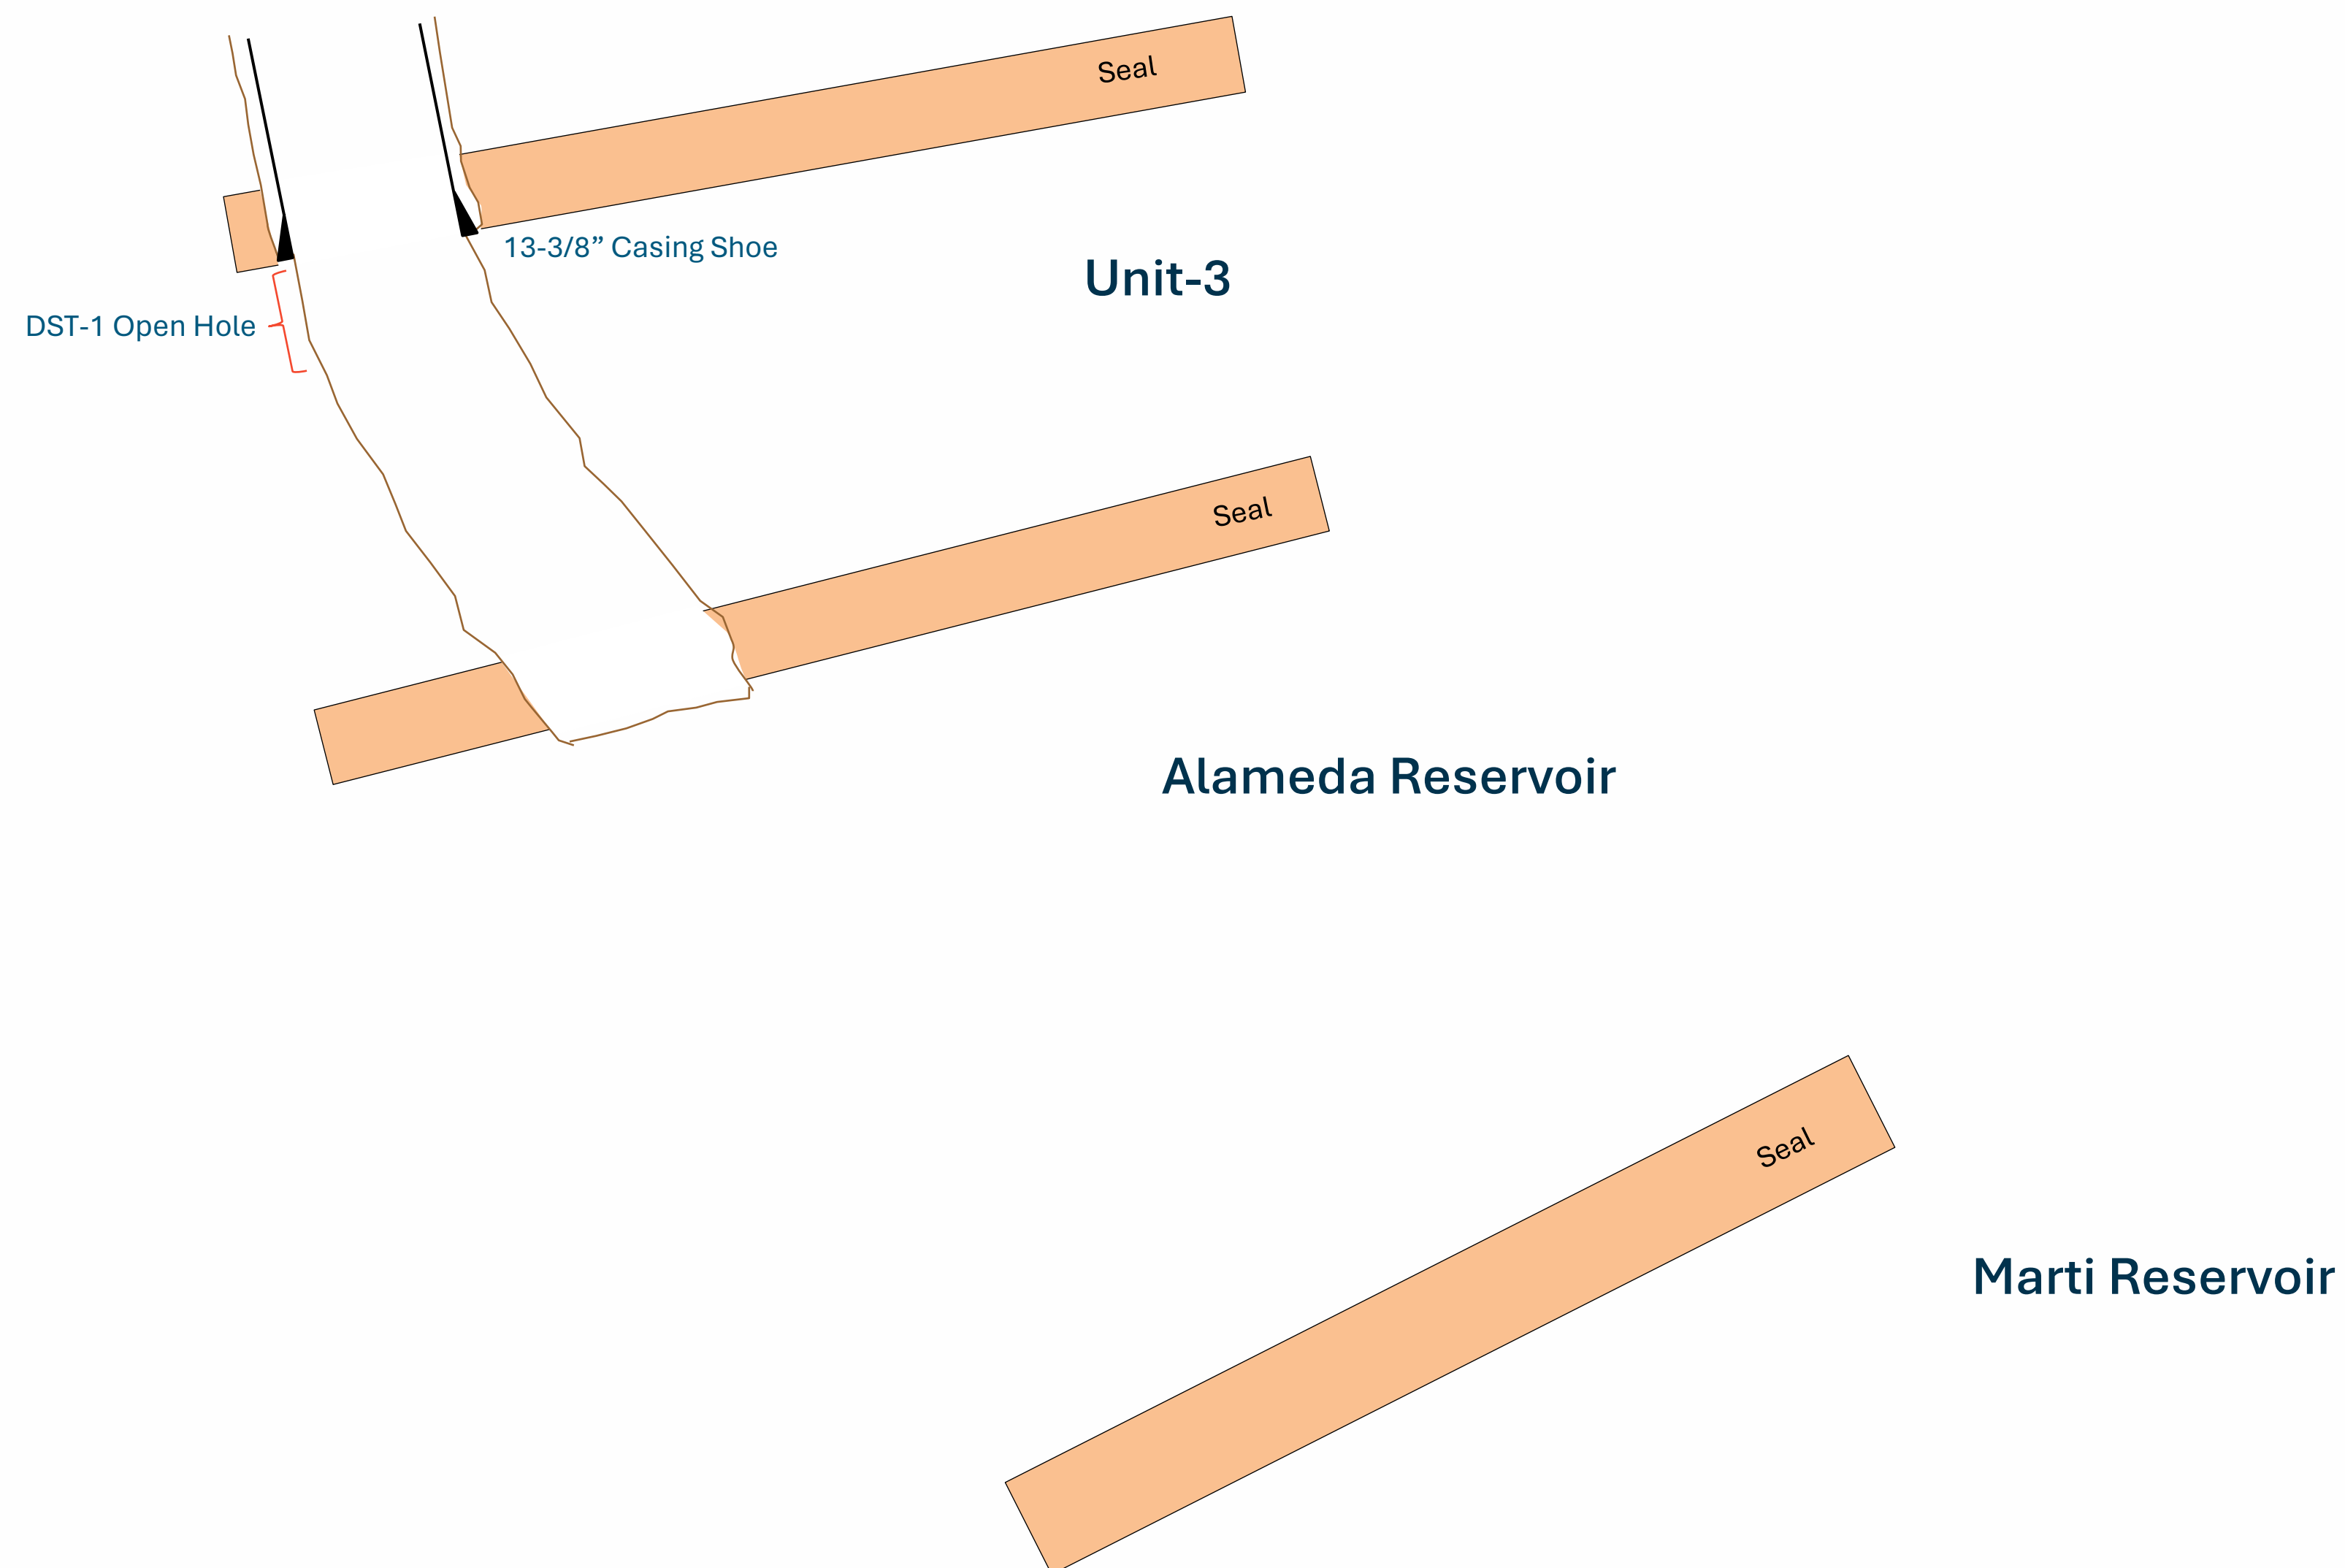 Seal
13-3/8” Casing Shoe
Unit-3
DST-1 Open Hole
Seal
Alameda Reservoir
Seal
Marti Reservoir